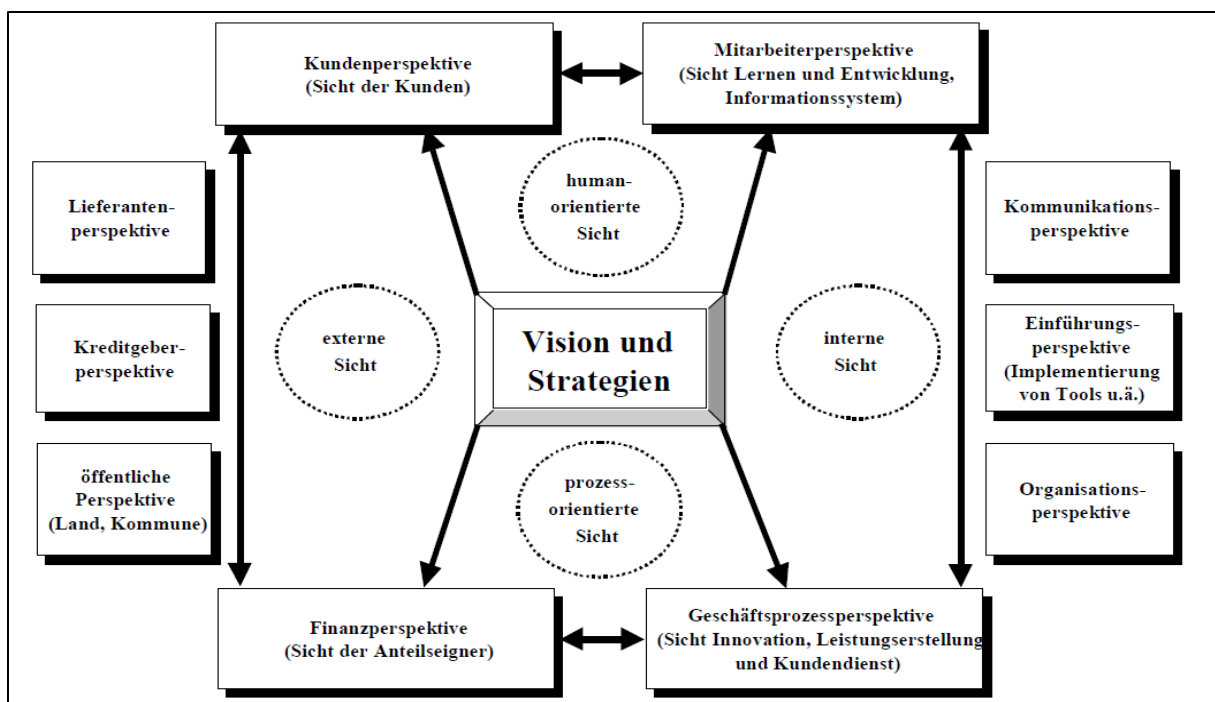 Kundenperspektive
(Sicht der Kunden)
Mitarbeiterperspektive
(Sicht Lernen und Entwicklung,
Informationssystem)
Lieferanten-
perspektive
human-
orientierte
Sicht
Kommunikations-
perspektive
Kreditgeber-
perspektive
externe
Sicht
Vision und
Strategien
interne
Sicht
Einführungs-
perspektive
(Implementierung
von Tools u.ä.)
öffentliche
Perspektive
(Land, Kommune)
prozess-
orientierte
Sicht
Organisations-
perspektive
Finanzperspektive
(Sicht der Anteilseigner)
Geschäftsprozessperspektive
(Sicht Innovation, Leistungserstellung
und Kundendienst)